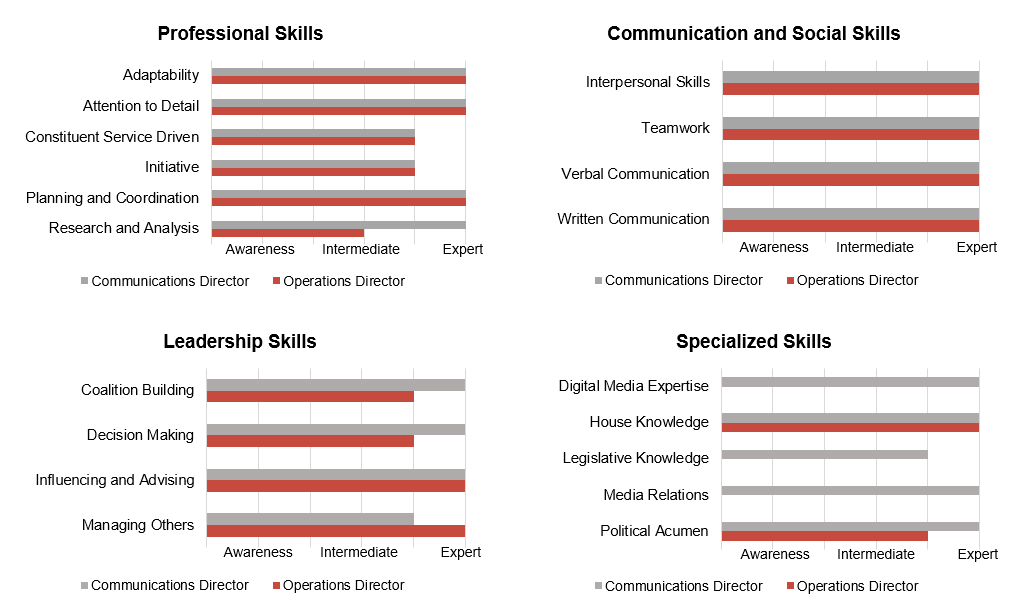 Professional Skills
Adaptability
Attention to Detail
Constituent Service Driven
Initiative
Planning and Coordination
Research and Analysis
Awareness Intermediate Expert
Communications Director Operations Director
Communication and Social Skills
Interpersonal Skills
Teamwork
Verbal Communication
Written Communication
Awareness Intermediate Expert
Communications Director Operations Director
Leadership Skills
Coalition Building
Decision Making
Influencing and Advising
Managing Others
Awareness Intermediate Expert
Communications Director Operations Director
Specialized Skills
Digital Media Expertise
House Knowledge
Legislative Knowledge
Media Relations
Political Acumen
Awareness Intermediate Expert
Communications Director Operations Director